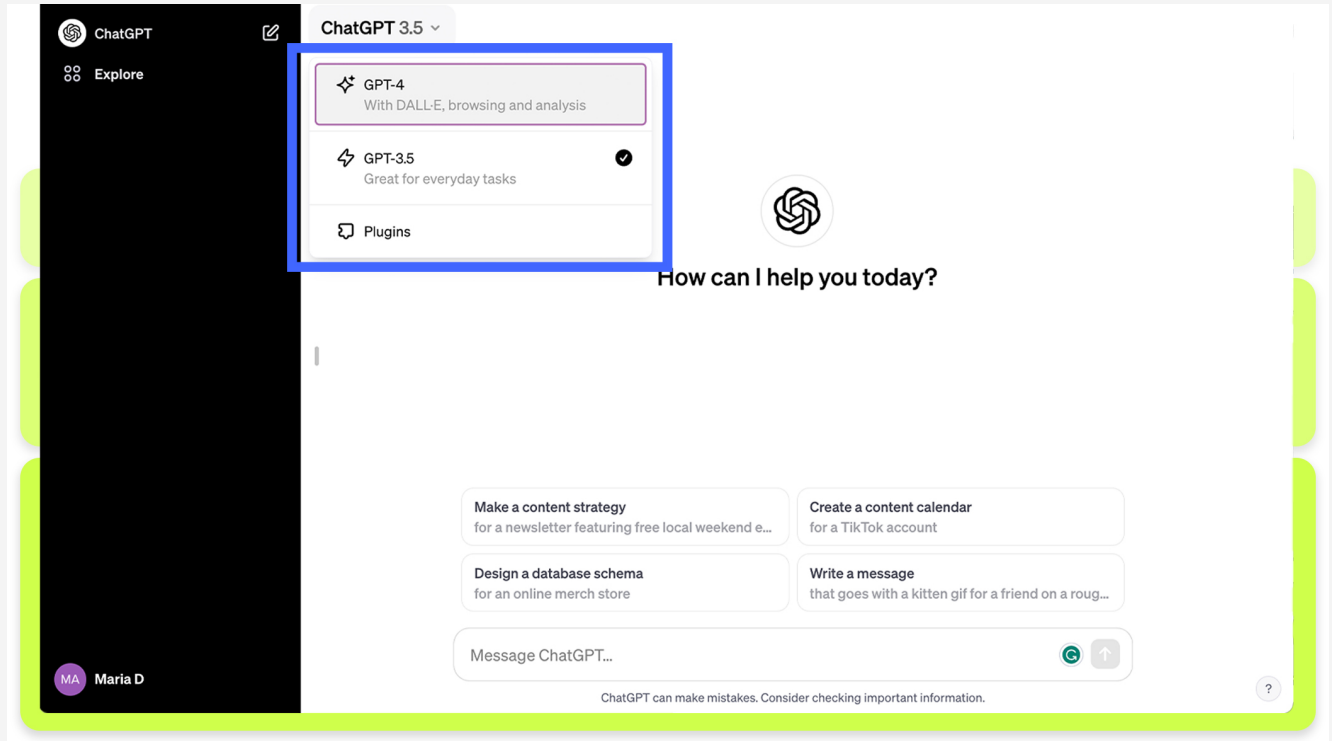 ChatGPT
Explore
ChatGPT 3.5
GPT-4
With DALL·E, browsing and analysis
GPT-3.5
Great for everyday tasks
Plugins
How can I help you today?
Make a content strategy
for a newsletter featuring free local weekend e...
Create a content calendar
for a TikTok account
Design a database schema
for an online merch store
Write a message
that goes with a kitten gif for a friend on a roug...
Message ChatGPT...
G
ChatGPT can make mistakes. Consider checking important information.
?
MA
Maria D